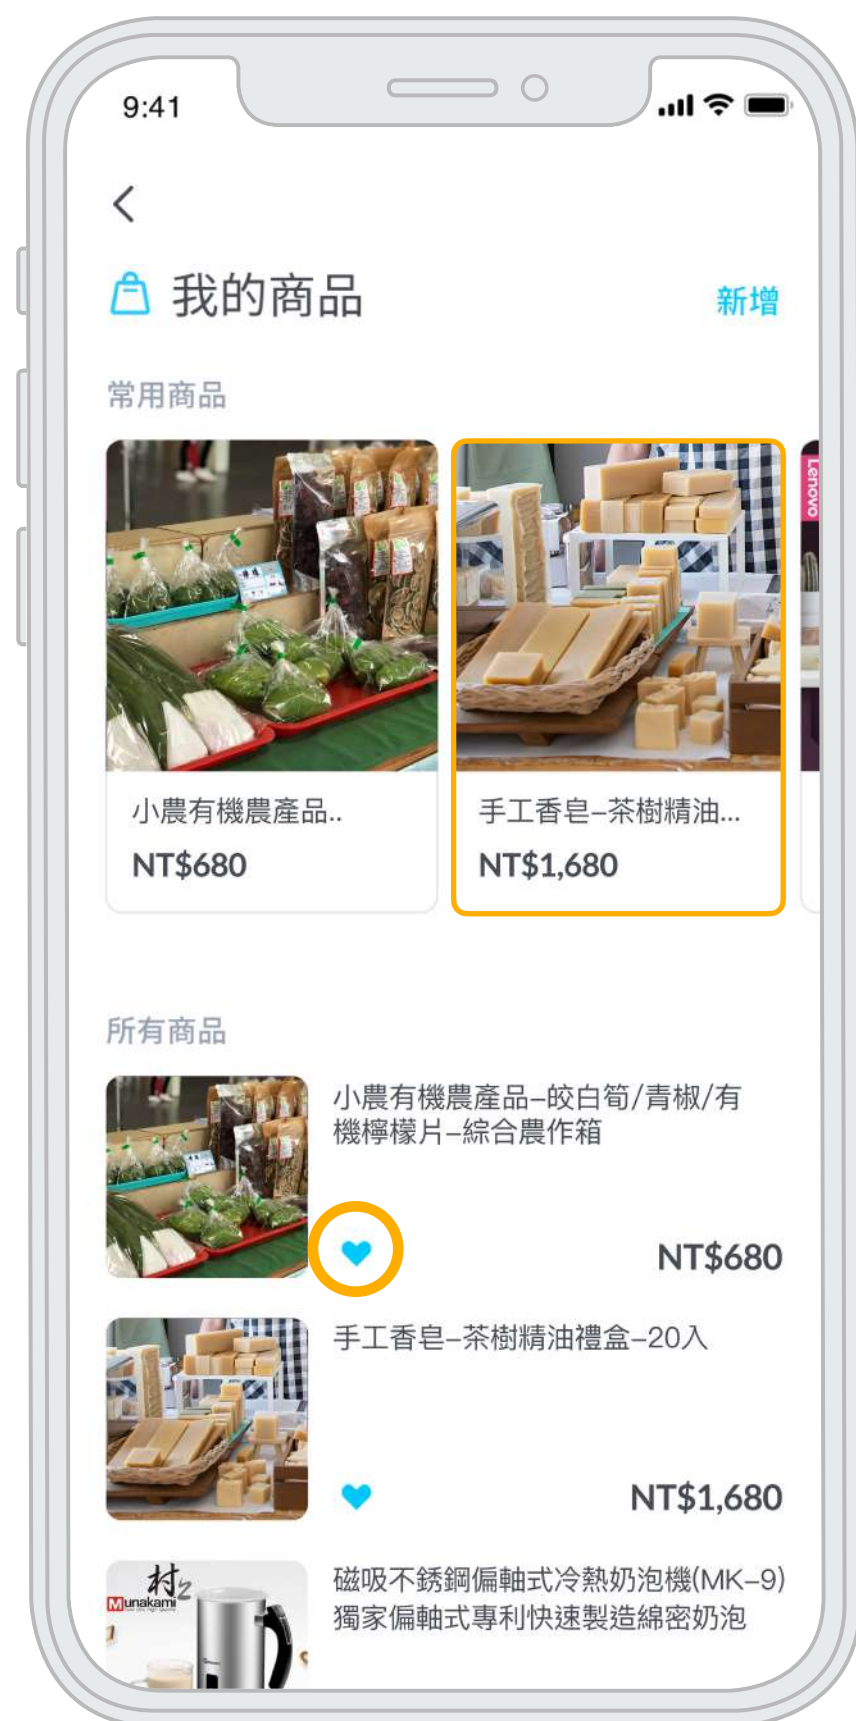 9:41
我的商品
新增
常用商品
Lenovo
小農有機農產品..
NT$680
手工香皂–茶樹精油...
NT$1,680
所有商品
小農有機農產品–皎白筍/青椒/有
機檸檬片–綜合農作箱
NT$680
手工香皂–茶樹精油禮盒–20入
NT$1,680
村z
Munakami
磁吸不銹鋼偏軸式冷熱奶泡機(MK–9)
獨家偏軸式專利快速製造綿密奶泡